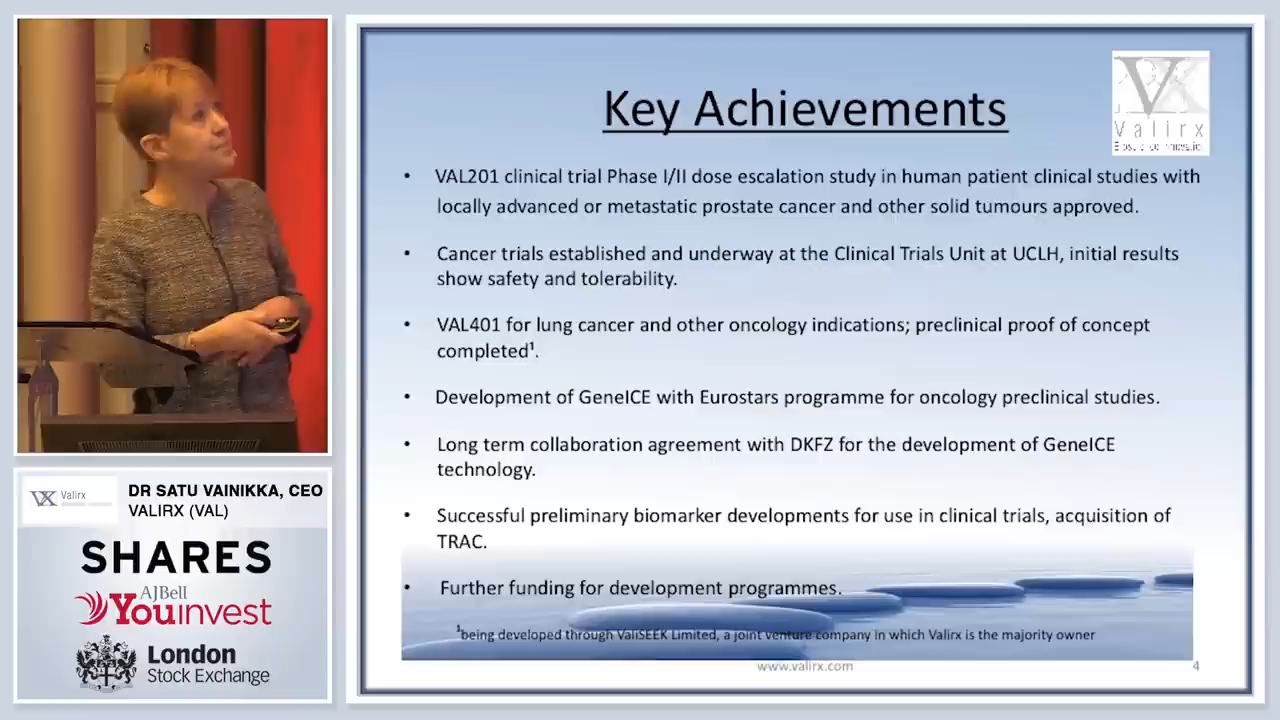 Key Achievements
Valirx
• VAL201 clinical trial Phase I/II dose escalation study in human patient clinical studies with
locally advanced or metastatic prostate cancer and other solid tumours approved.
• Cancer trials established and underway at the Clinical Trials Unit at UCLH, initial results
show safety and tolerability.
• VAL401 for lung cancer and other oncology indications; preclinical proof of concept
completed¹.
• Development of GeneICE with Eurostars programme for oncology preclinical studies.
• Long term collaboration agreement with DKFZ for the development of GeneICE
technology.
• Successful preliminary biomarker developments for use in clinical trials, acquisition of
TRAC.
• Further funding for development programmes.
¹being developed through ValiSEEK Limited, a joint venture company in which Valirx is the majority owner
www.valirx.com
4
VX Valirx
DR SATU VAINIKKA, CEO
VALIRX (VAL)
SHARES
AJBell
Youinvest
London
Stock Exchange